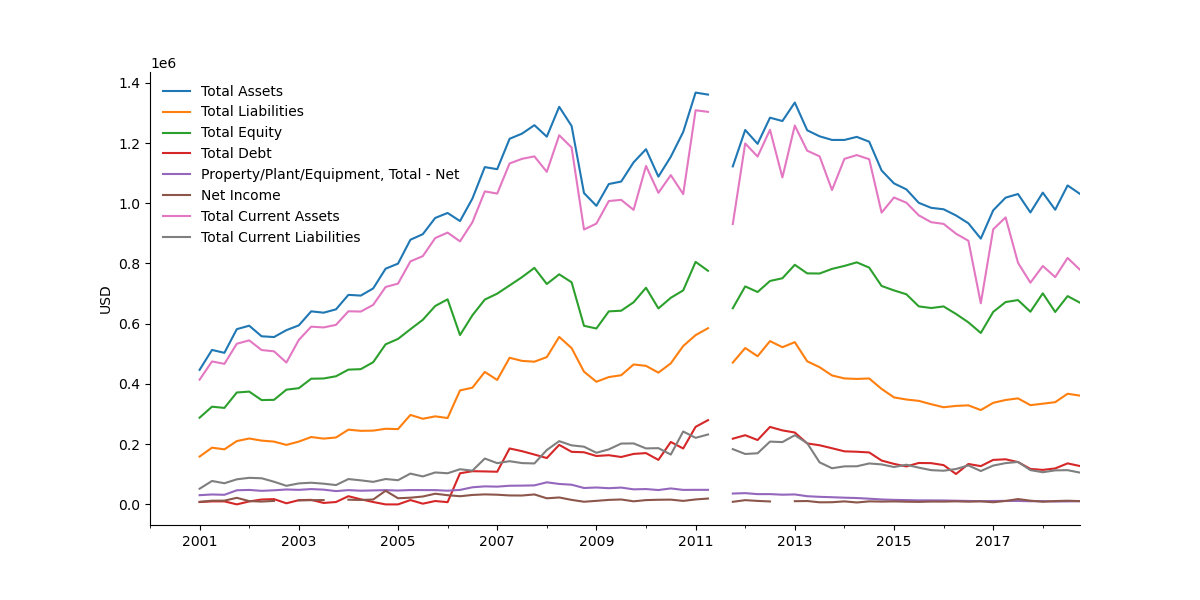 1e6
1.4
1.2
1.0
0.8
0.6
0.4
0.2
0.0
USD
Total Assets
Total Liabilities
Total Equity
Total Debt
Property/Plant/Equipment, Total - Net
Net Income
Total Current Assets
Total Current Liabilities
2001 2003 2005 2007 2009 2011 2013 2015 2017